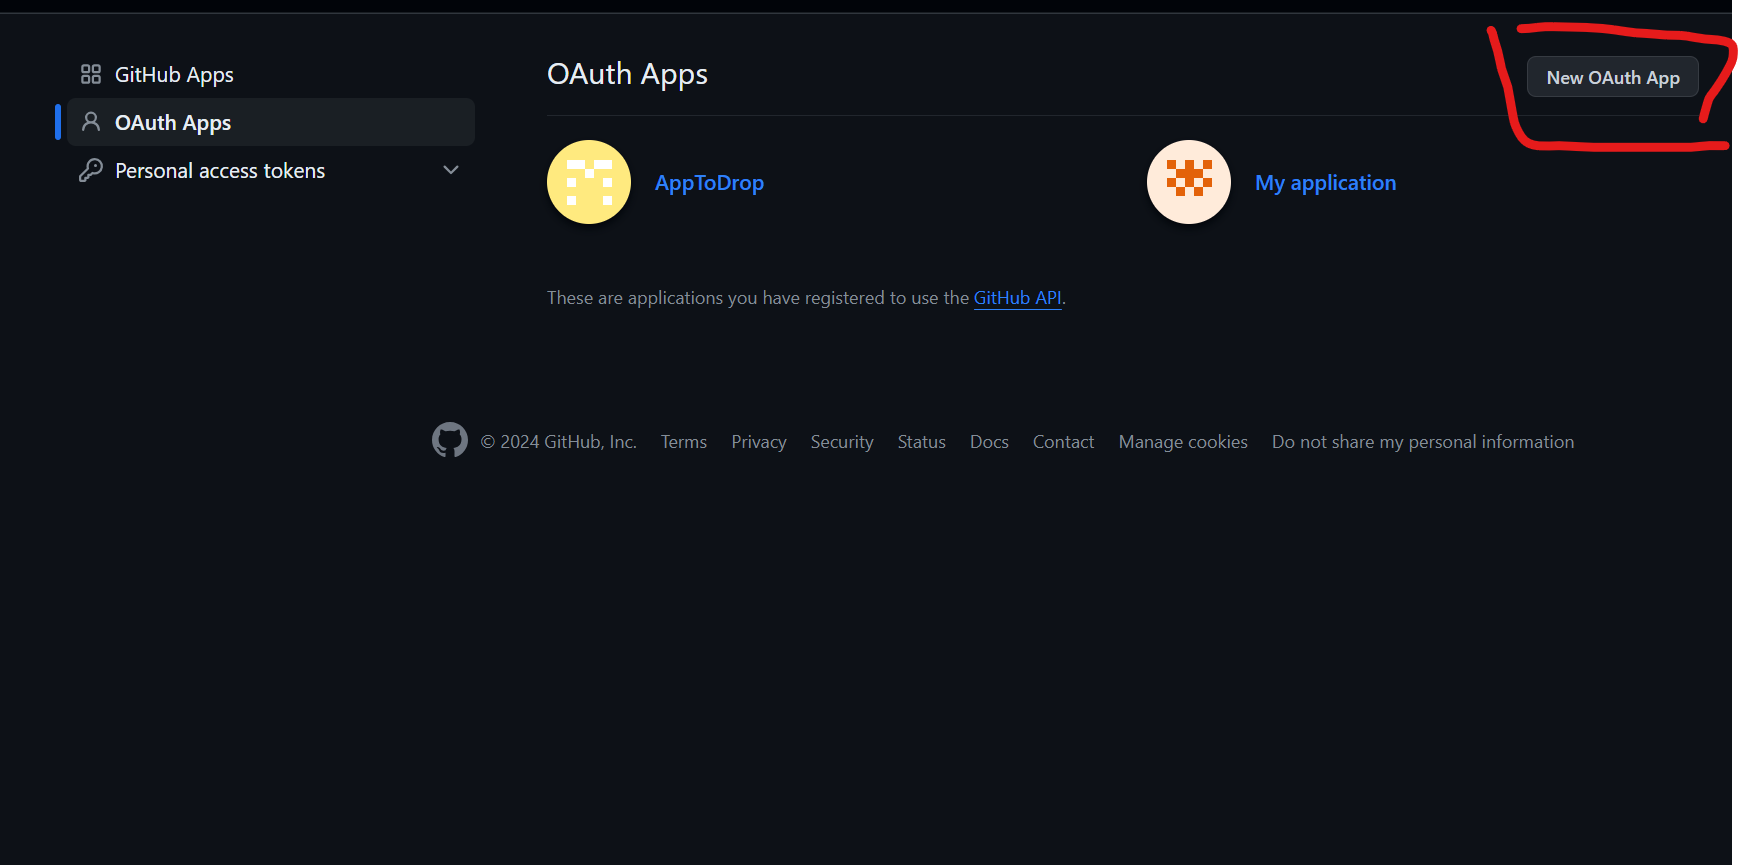 GitHub Apps
OAuth Apps
Personal access tokens
OAuth Apps
New OAuth App
AppToDrop
My application
These are applications you have registered to use the GitHub API.
© 2024 GitHub, Inc. Terms Privacy Security Status Docs Contact Manage cookies Do not share my personal information